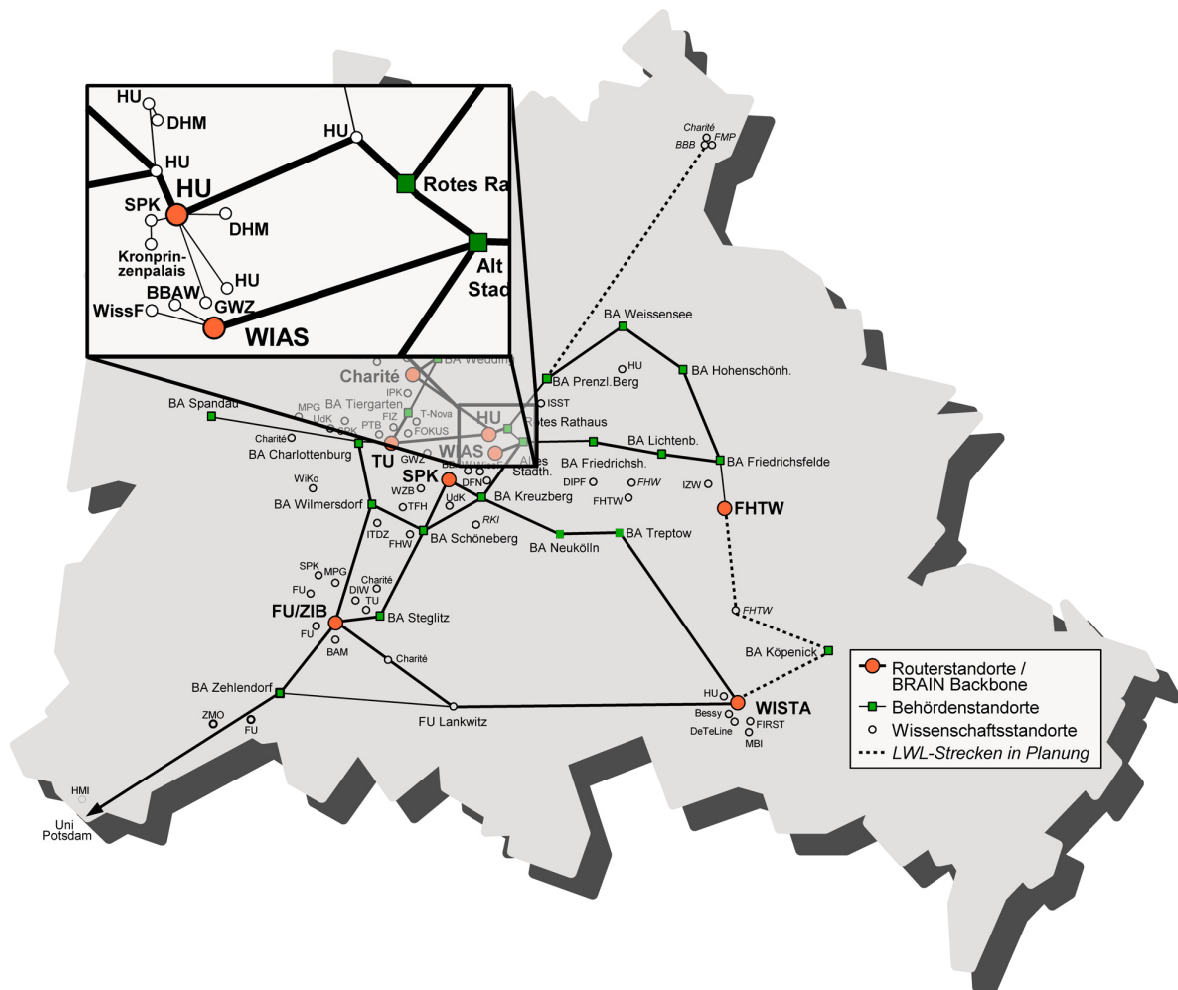 HU
DHM
HU
HU
HU
SPK
DHM
Kronprin-
zenpalais
HU
BBAW
GWZ
WissF
WIAS
Rotes Ra
Alt
Stad
Charité
FMP
BBB
BA Weissensee
HU
BA Hohenschönh.
BA Prenzl.Berg
ISST
BA Wedding
Charité
IPK
BA Spandau
MPG
BA Tiergarten
UdK
FIZ
T-Nova
SPK
PTB
FOKUS
HU
Rotes Rathaus
Charité
BA Charlottenburg
TU
GWZ
WIAS
Altes
Stadth.
BA Lichtenb.
BA Friedrichsh.
BA Friedrichsfelde
SPK
DFN
WZB
UdK
BA Kreuzberg
DIPF
FHW
FHTW
IZW
FHTW
BA Wilmersdorf
TFH
RKI
ITDZ
FHW
BA Schöneberg
BA Neukölln
BA Treptow
SPK
MPG
FU
Charité
DIW
TU
FU/ZIB
BA Steglitz
FU
BAM
Charité
FHTW
BA Köpenick
BA Zehlendorf
FU Lankwitz
ZMO
FU
HU
WISTA
Bessy
FIRST
DeTeLine
MBI
HMI
Uni
Potsdam
Routerstandorte /
BRAIN Backbone
Behördenstandorte
Wissenschaftsstandorte
LWL-Strecken in Planung